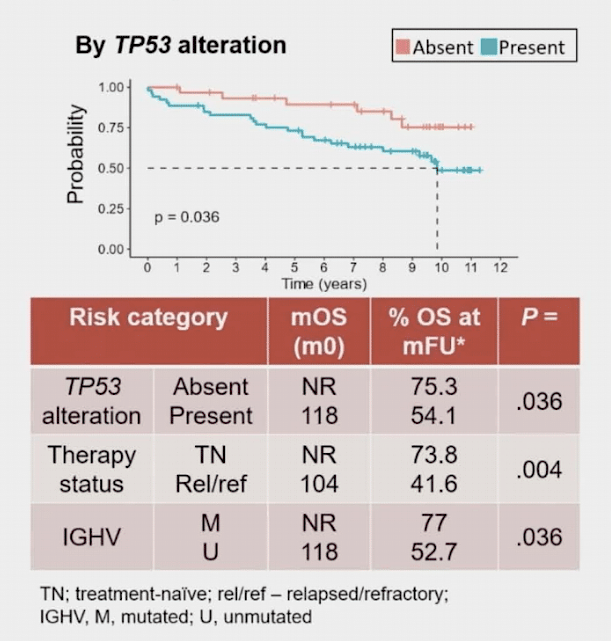 By TP53 alteration
Absent Present
Probability
1.00
0.75
0.50
0.25
0.00
p = 0.036
0 1 2 3 4 5 6 7 8 9 10 11 12
Time (years)
Risk category mOS % OS at P =
(m0) mFU*
TP53 Absent NR 75.3 .036
alteration Present 118 54.1
Therapy TN NR 73.8 .004
status Rel/ref 104 41.6
IGHV M NR 77 .036
U 118 52.7
TN; treatment-naïve; rel/ref – relapsed/refractory;
IGHV, M, mutated; U, unmutated